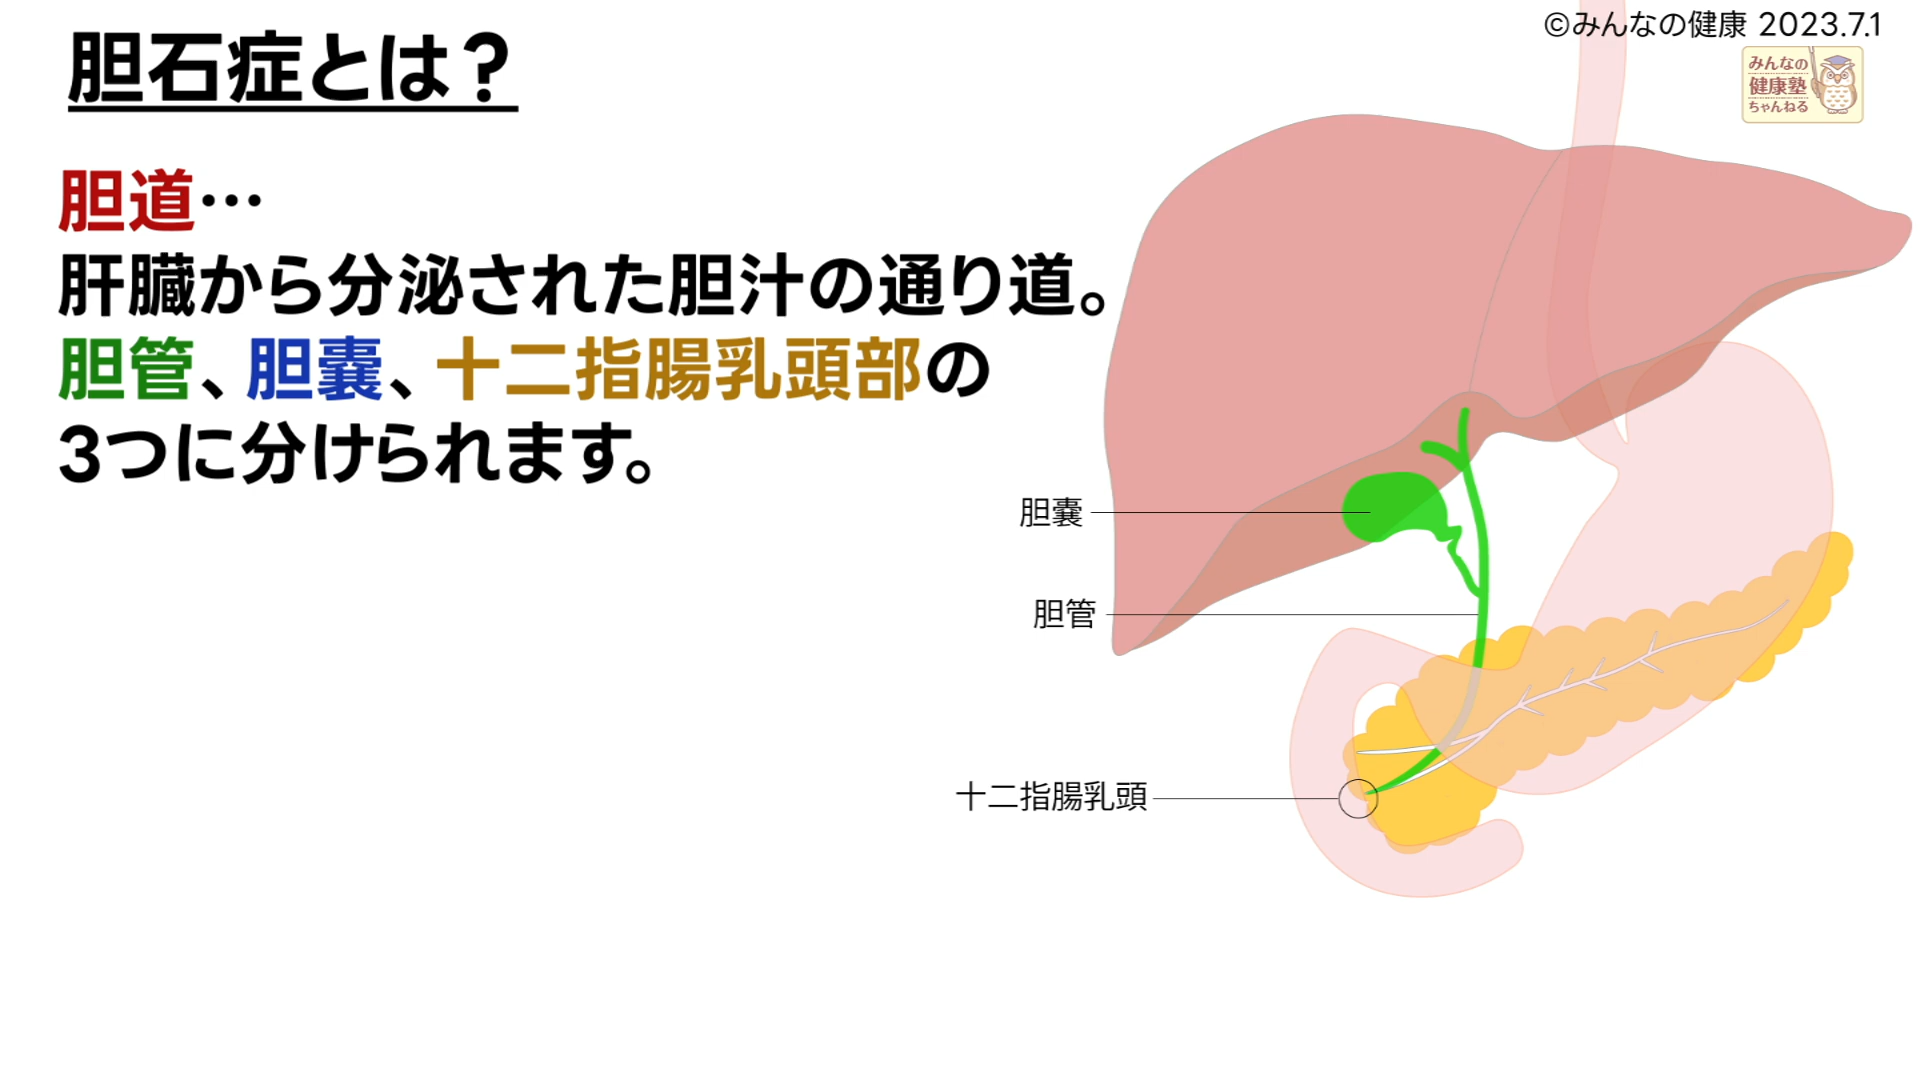 胆石症とは？
©みんなの健康 2023.7.1
みんなの
健康塾
ちゃんねる
胆道…
肝臓から分泌された胆汁の通り道。
胆管、胆嚢、十二指腸乳頭部の
3つに分けられます。
胆嚢
胆管
十二指腸乳頭